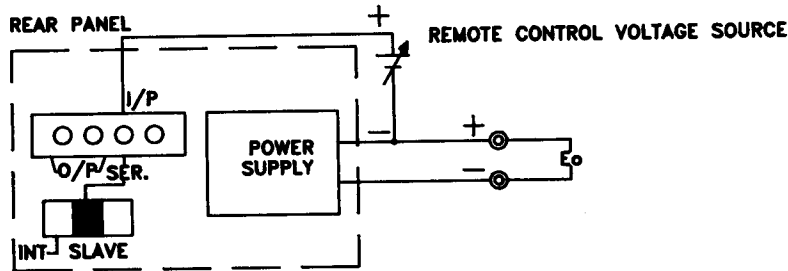 REAR PANEL
+
REMOTE CONTROL VOLTAGE SOURCE
I/P
POWER
SUPPLY
−
+
−
Eo
O/P
SER.
INT
SLAVE